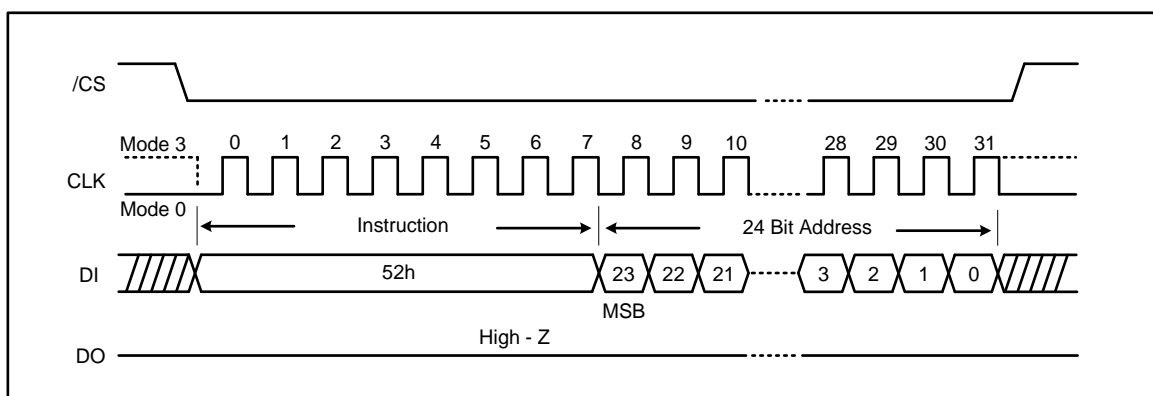 /CS
Mode 3 0 1 2 3 4 5 6 7 8 9 10 28 29 30 31
CLK
Mode 0
Instruction 24 Bit Address
DI 52h 23 22 21 3 2 1 0
MSB
High - Z
DO